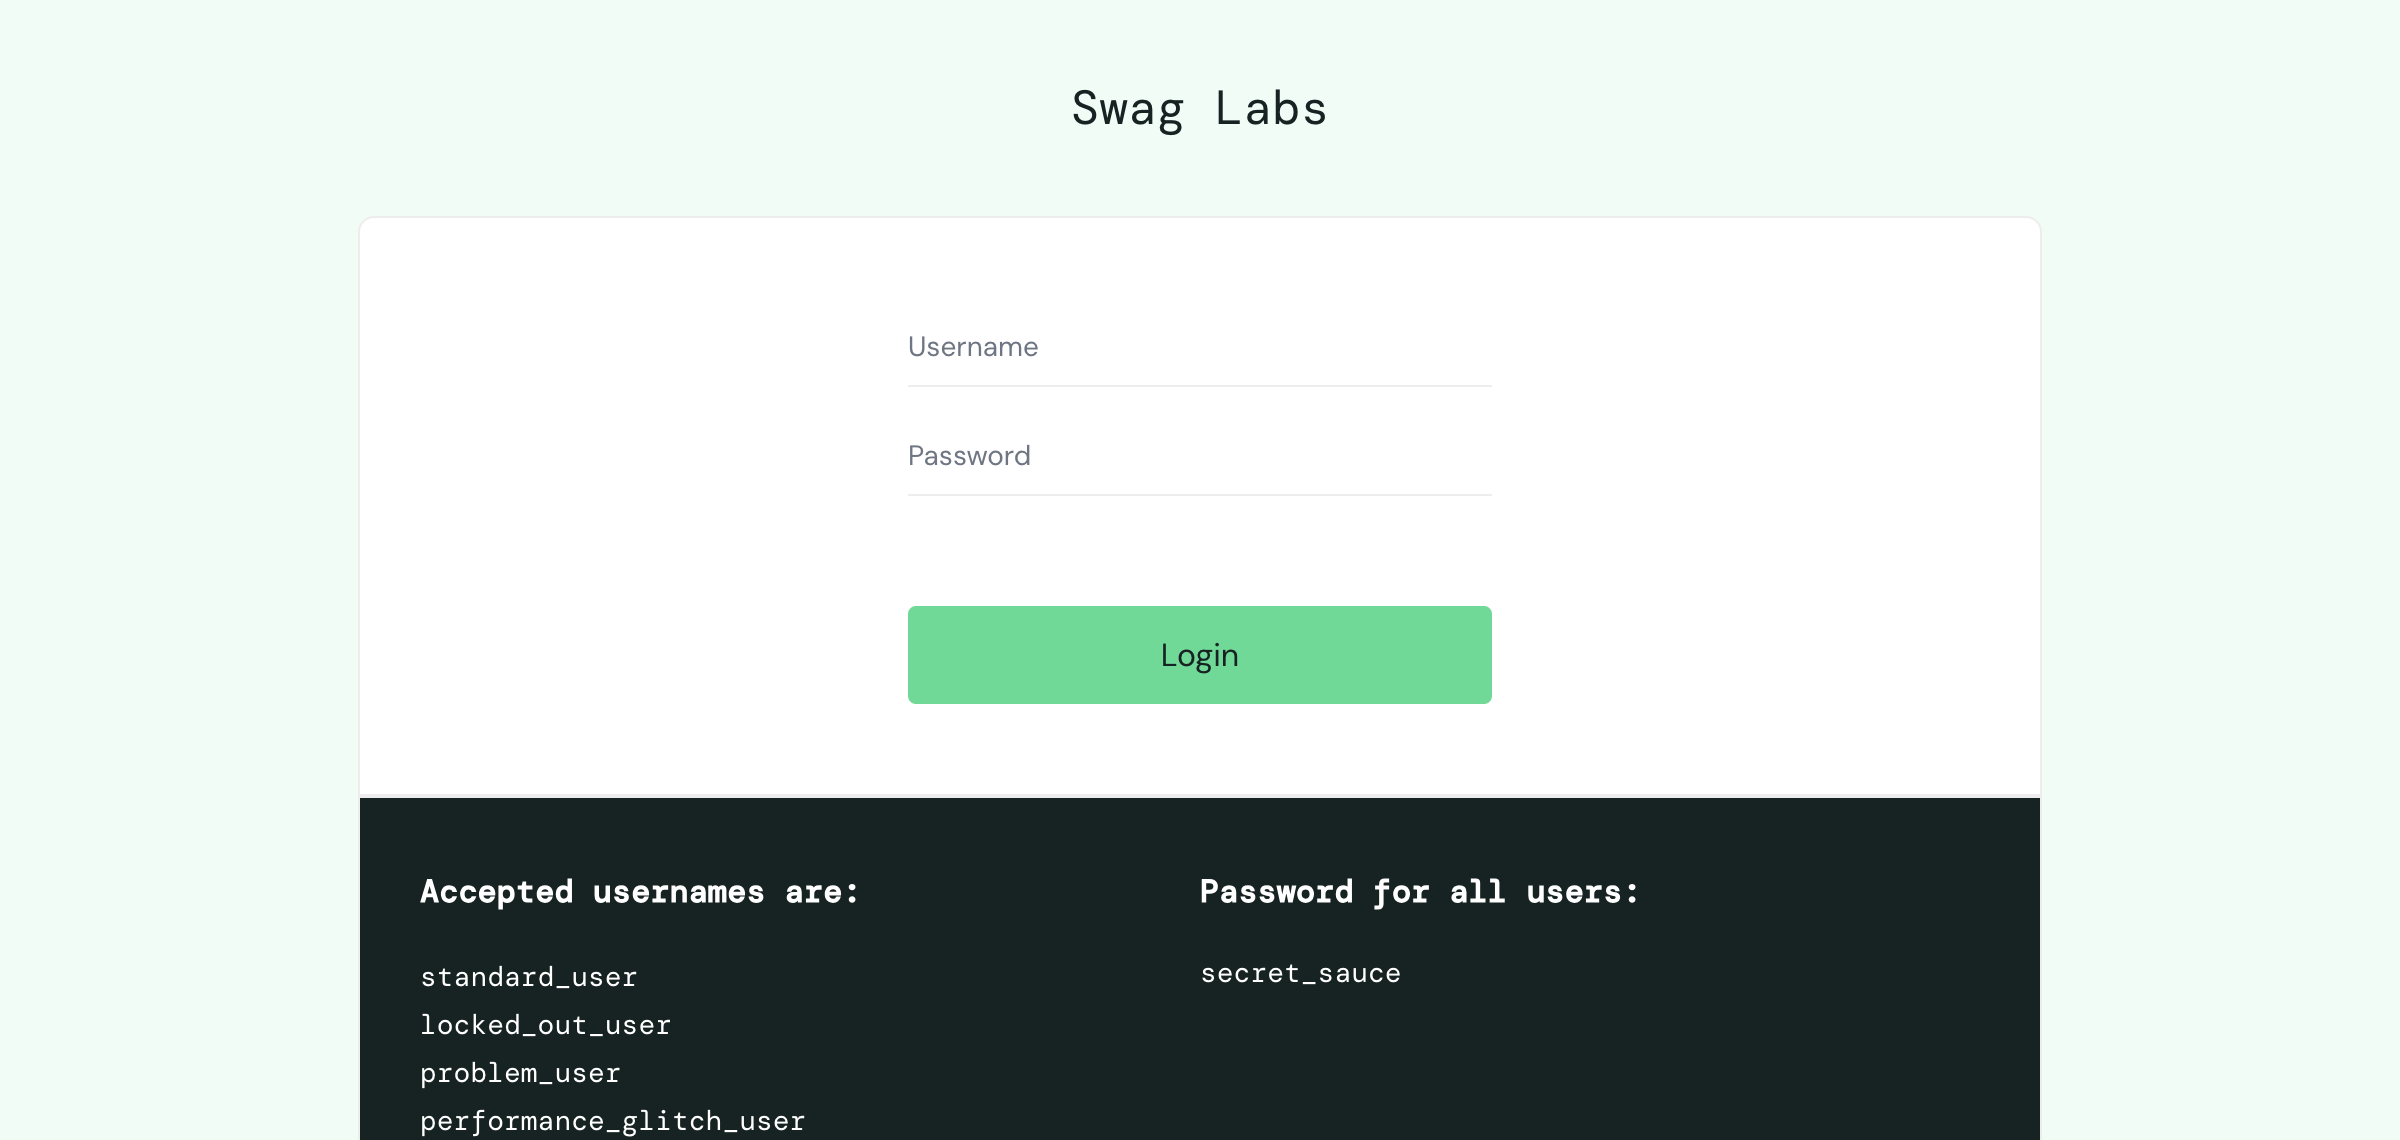 Swag Labs
Username
Password
Login
Accepted usernames are:
standard_user
locked_out_user
problem_user
performance_glitch_user
Password for all users:
secret_sauce